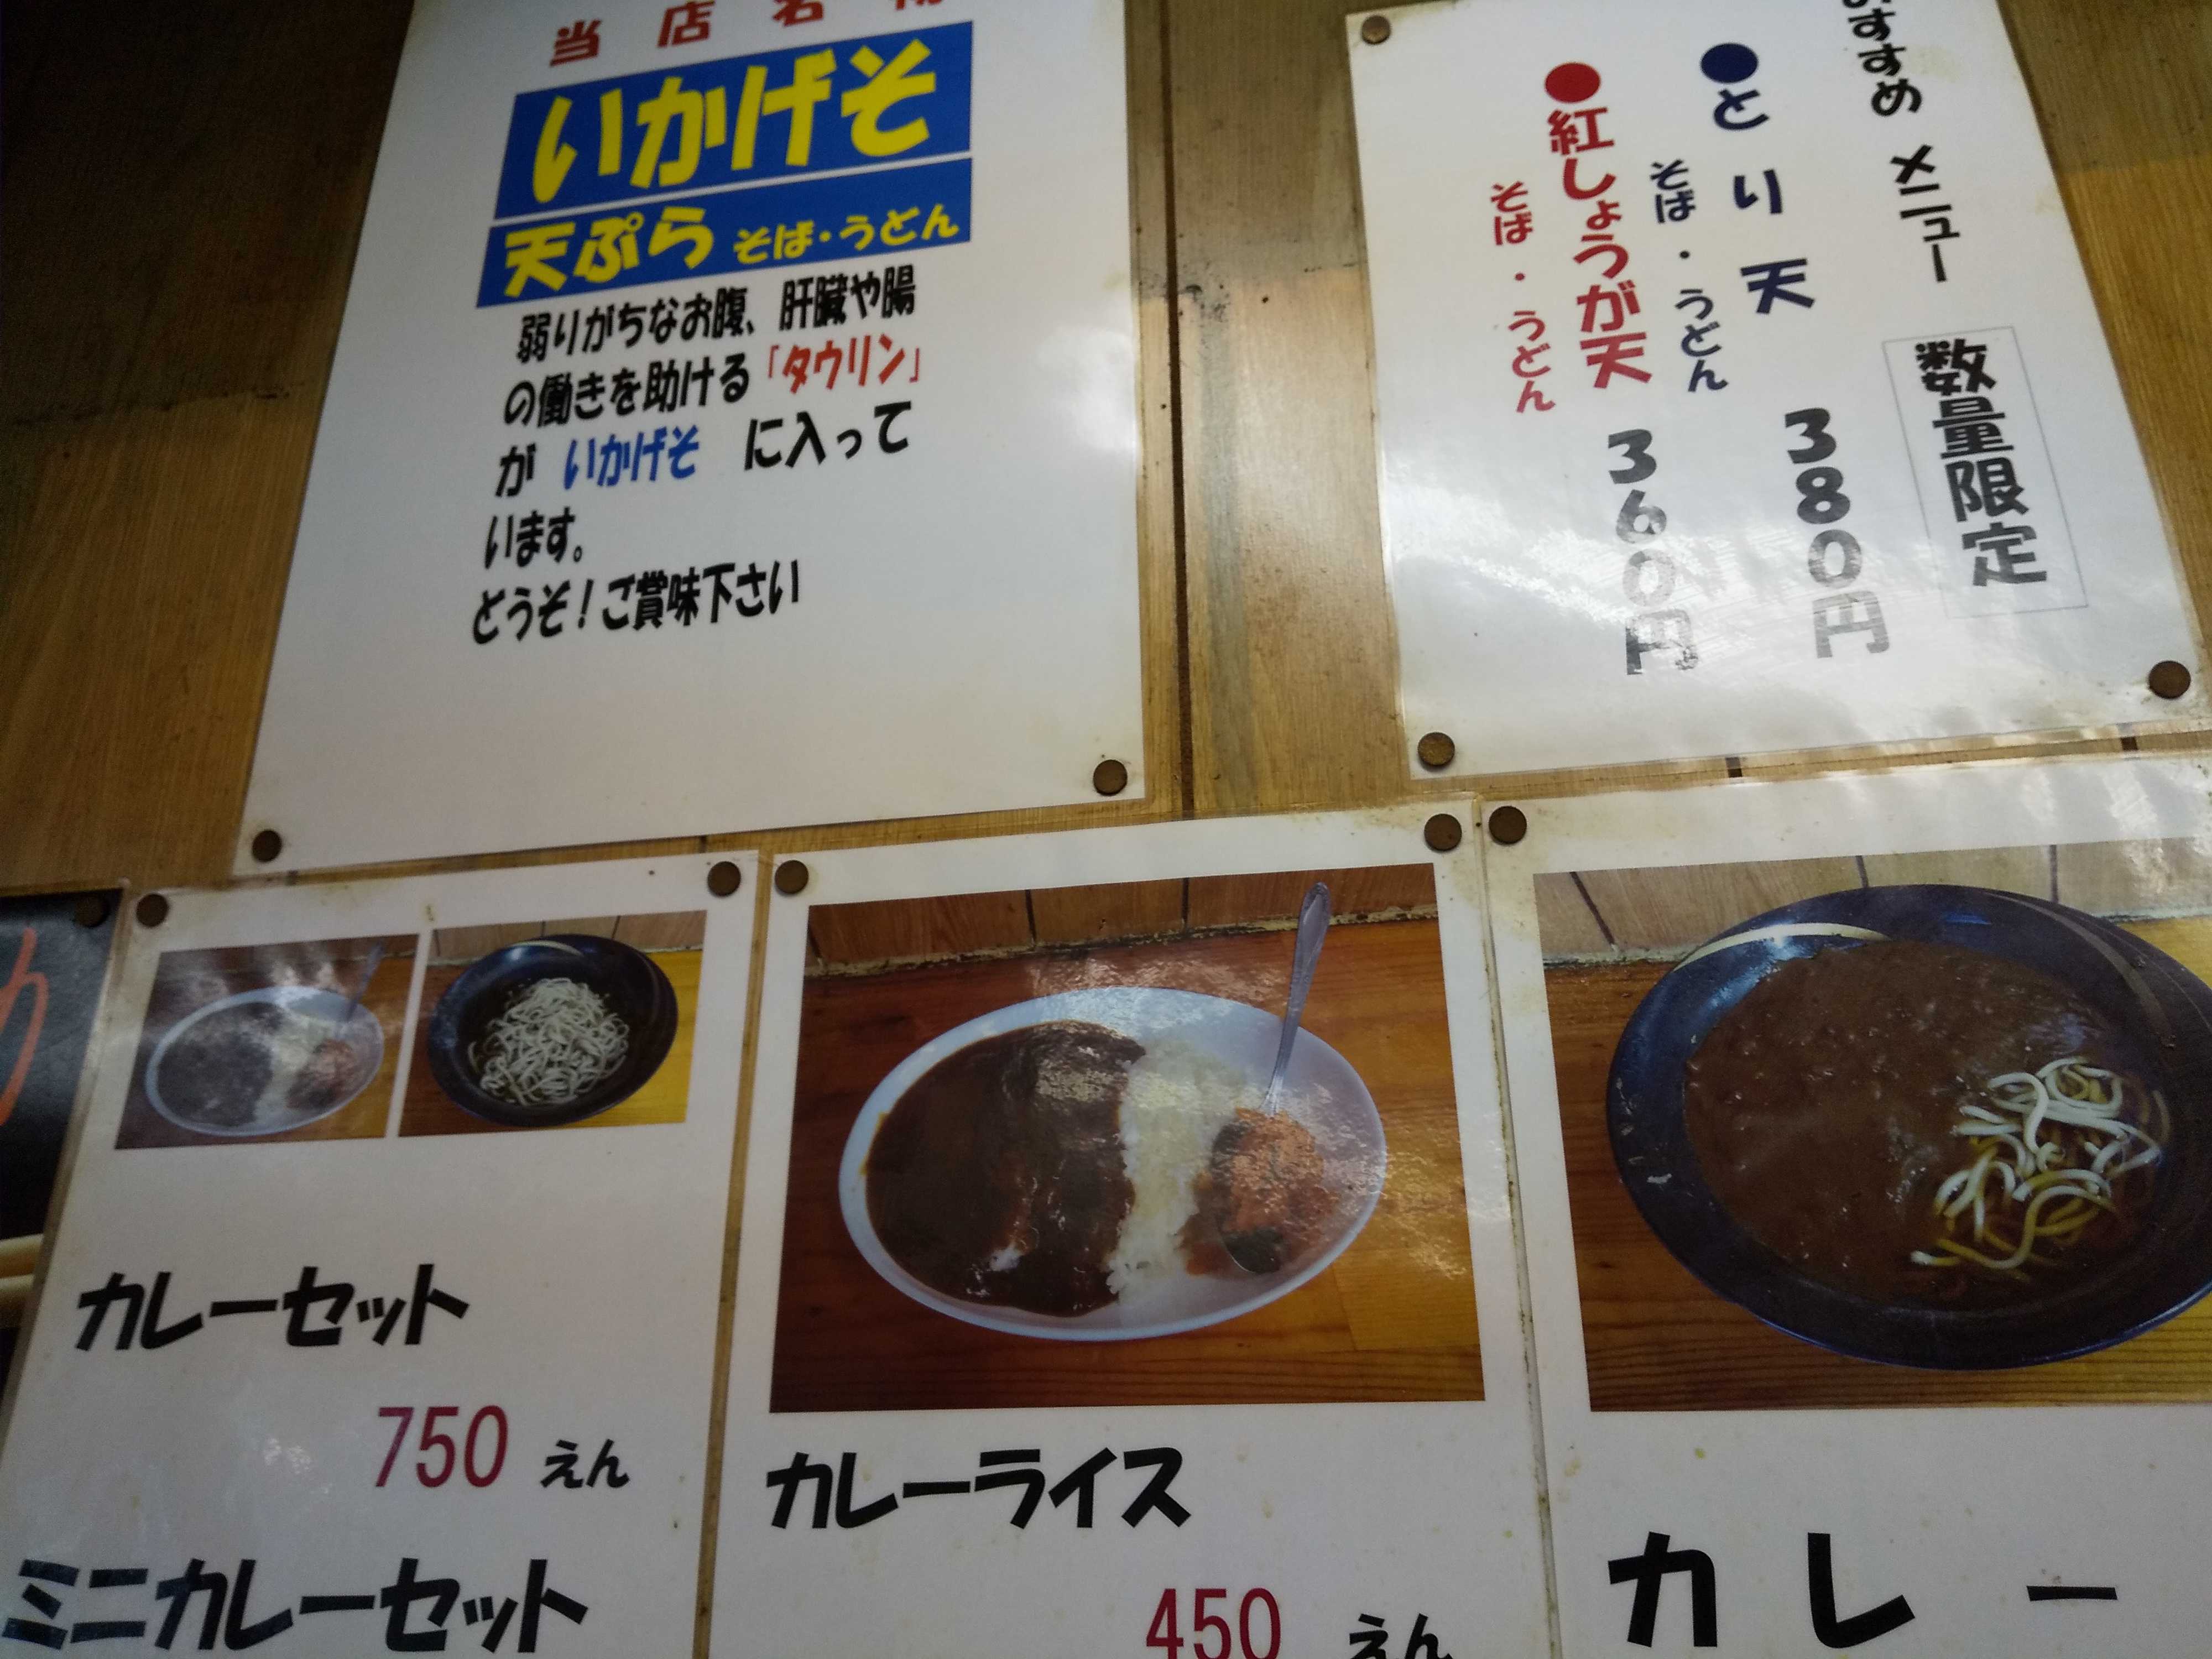 当店名物
いかげそ
天ぷら そば・うどん
弱りがちなお腹、肝臓や腸
の働きを助ける「タウリン」
が いかげそ に入って
います。
どうぞ！ご賞味下さい
おすすめ メニュー 数量限定
●とり天 380円
そば・うどん
●紅しょうが天 360円
そば・うどん
カレーセット
750 えん
ミニカレーセット
カレーライス
450 えん
カレー